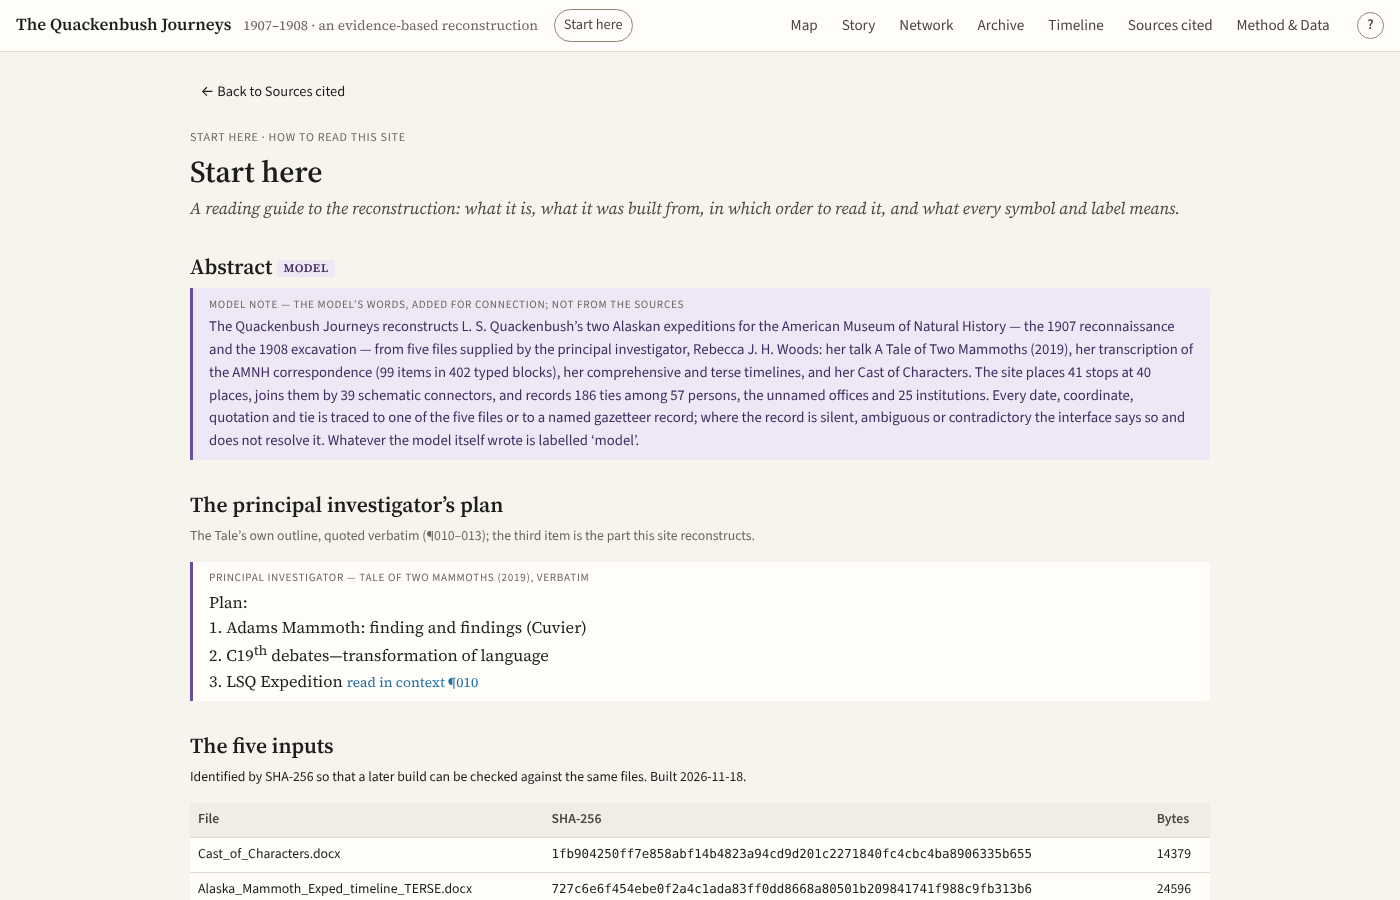 The Quackenbush Journeys 1907–1908 · an evidence-based reconstruction Start here Map Story Network Archive Timeline Sources cited Method & Data ?
← Back to Sources cited
START HERE · HOW TO READ THIS SITE
Start here
A reading guide to the reconstruction: what it is, what it was built from, in which order to read it, and what every symbol and label means.
Abstract MODEL
MODEL NOTE — THE MODEL’S WORDS, ADDED FOR CONNECTION; NOT FROM THE SOURCES
The Quackenbush Journeys reconstructs L. S. Quackenbush’s two Alaskan expeditions for the American Museum of Natural History — the 1907 reconnaissance
and the 1908 excavation — from five files supplied by the principal investigator, Rebecca J. H. Woods: her talk A Tale of Two Mammoths (2019), her transcription of
the AMNH correspondence (99 items in 402 typed blocks), her comprehensive and terse timelines, and her Cast of Characters. The site places 41 stops at 40
places, joins them by 39 schematic connectors, and records 186 ties among 57 persons, the unnamed offices and 25 institutions. Every date, coordinate,
quotation and tie is traced to one of the five files or to a named gazetteer record; where the record is silent, ambiguous or contradictory the interface says so and
does not resolve it. Whatever the model itself wrote is labelled ‘model’.
The principal investigator’s plan
The Tale’s own outline, quoted verbatim (¶010–013); the third item is the part this site reconstructs.
PRINCIPAL INVESTIGATOR — TALE OF TWO MAMMOTHS (2019), VERBATIM
Plan:
1. Adams Mammoth: finding and findings (Cuvier)
2. C19th debates—transformation of language
3. LSQ Expedition read in context ¶010
The five inputs
Identified by SHA-256 so that a later build can be checked against the same files. Built 2026-11-18.
File SHA-256 Bytes
Cast_of_Characters.docx 1fb904250ff7e858abf14b4823a94cd9d201c2271840fc4cbc4ba8906335b655 14379
Alaska_Mammoth_Exped_timeline_TERSE.docx 727c6e6f454ebe0f2a4c1ada83ff0dd8668a80501b209841741f988c9fb313b6 24596